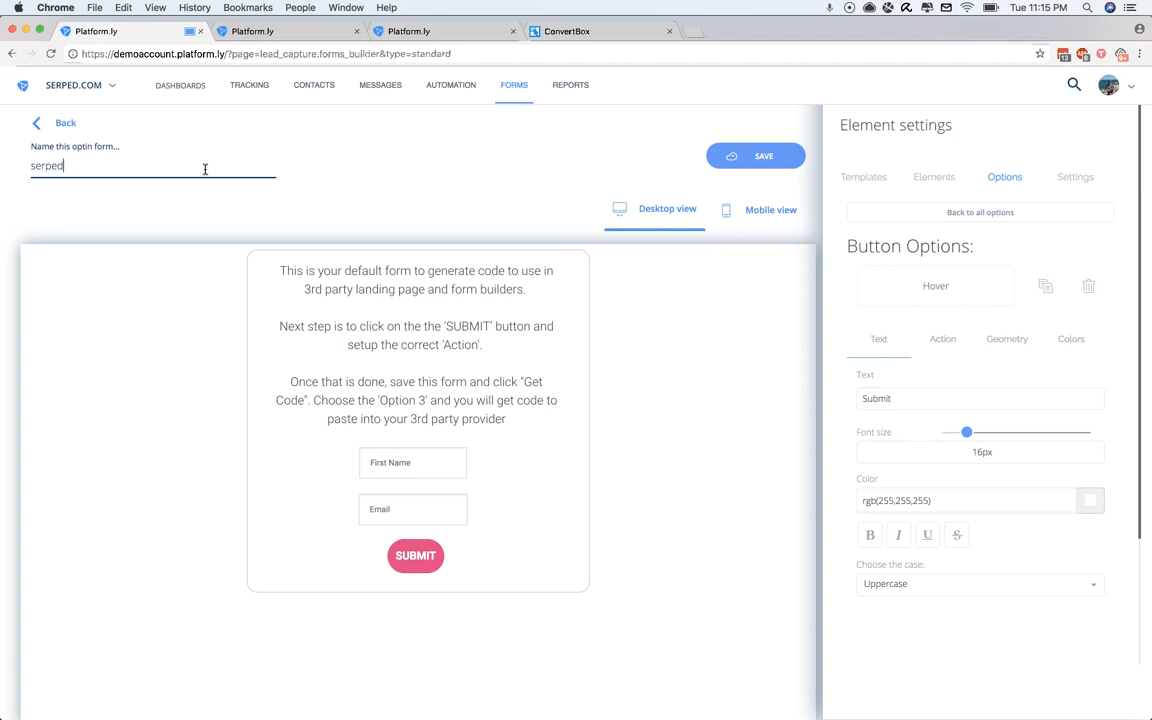 Chrome File Edit View History Bookmarks People Window Help
Tue 11:15 PM
Platform.ly
Platform.ly
Platform.ly
ConvertBox
https://demoaccount.platform.ly/?page=lead_capture.forms_builder&type=standard
SERPED.COM
DASHBOARDS TRACKING CONTACTS MESSAGES AUTOMATION FORMS REPORTS
Back
Name this optin form...
serped
SAVE
Desktop view
Mobile view
This is your default form to generate code to use in
3rd party landing page and form builders.
Next step is to click on the the 'SUBMIT' button and
setup the correct 'Action'.
Once that is done, save this form and click "Get
Code". Choose the 'Option 3' and you will get code to
paste into your 3rd party provider
First Name
Email
SUBMIT
Element settings
Templates Elements Options Settings
Back to all options
Button Options:
Hover
Text Action Geometry Colors
Text
Submit
Font size
16px
Color
rgb(255,255,255)
B I U S
Choose the case:
Uppercase